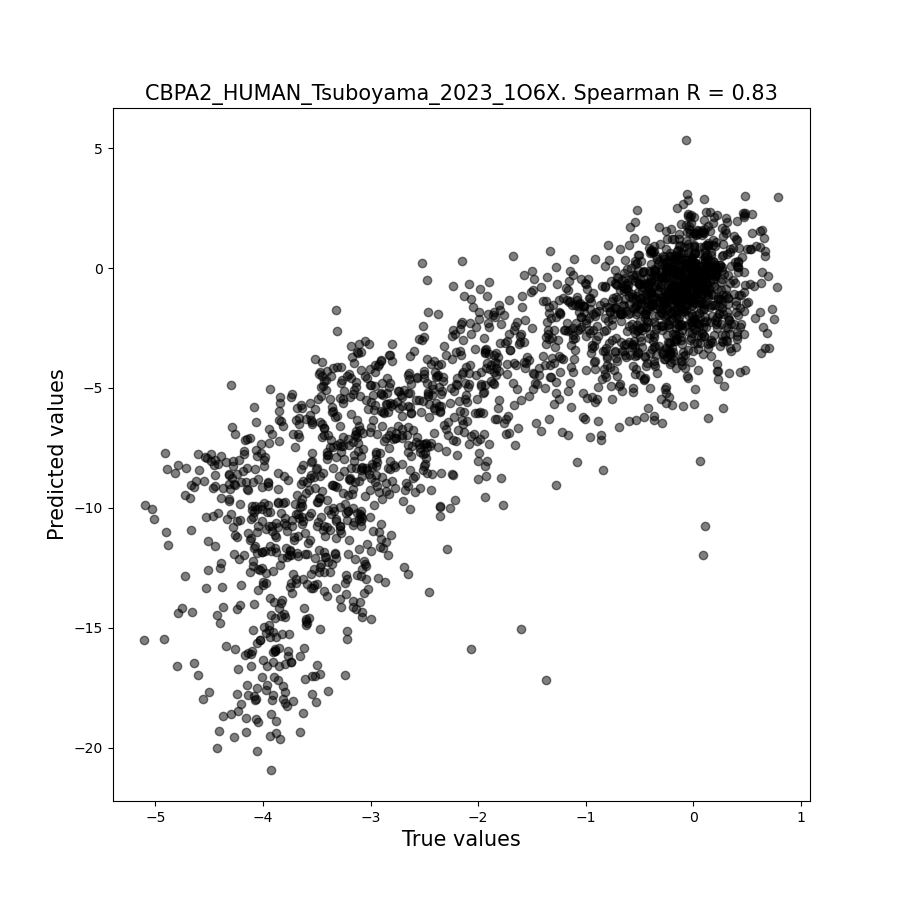 CBPA2_HUMAN_Tsuboyama_2023_1O6X. Spearman R = 0.83
5
0
−5
−10
−15
−20
Predicted values
−5 −4 −3 −2 −1 0 1
True values